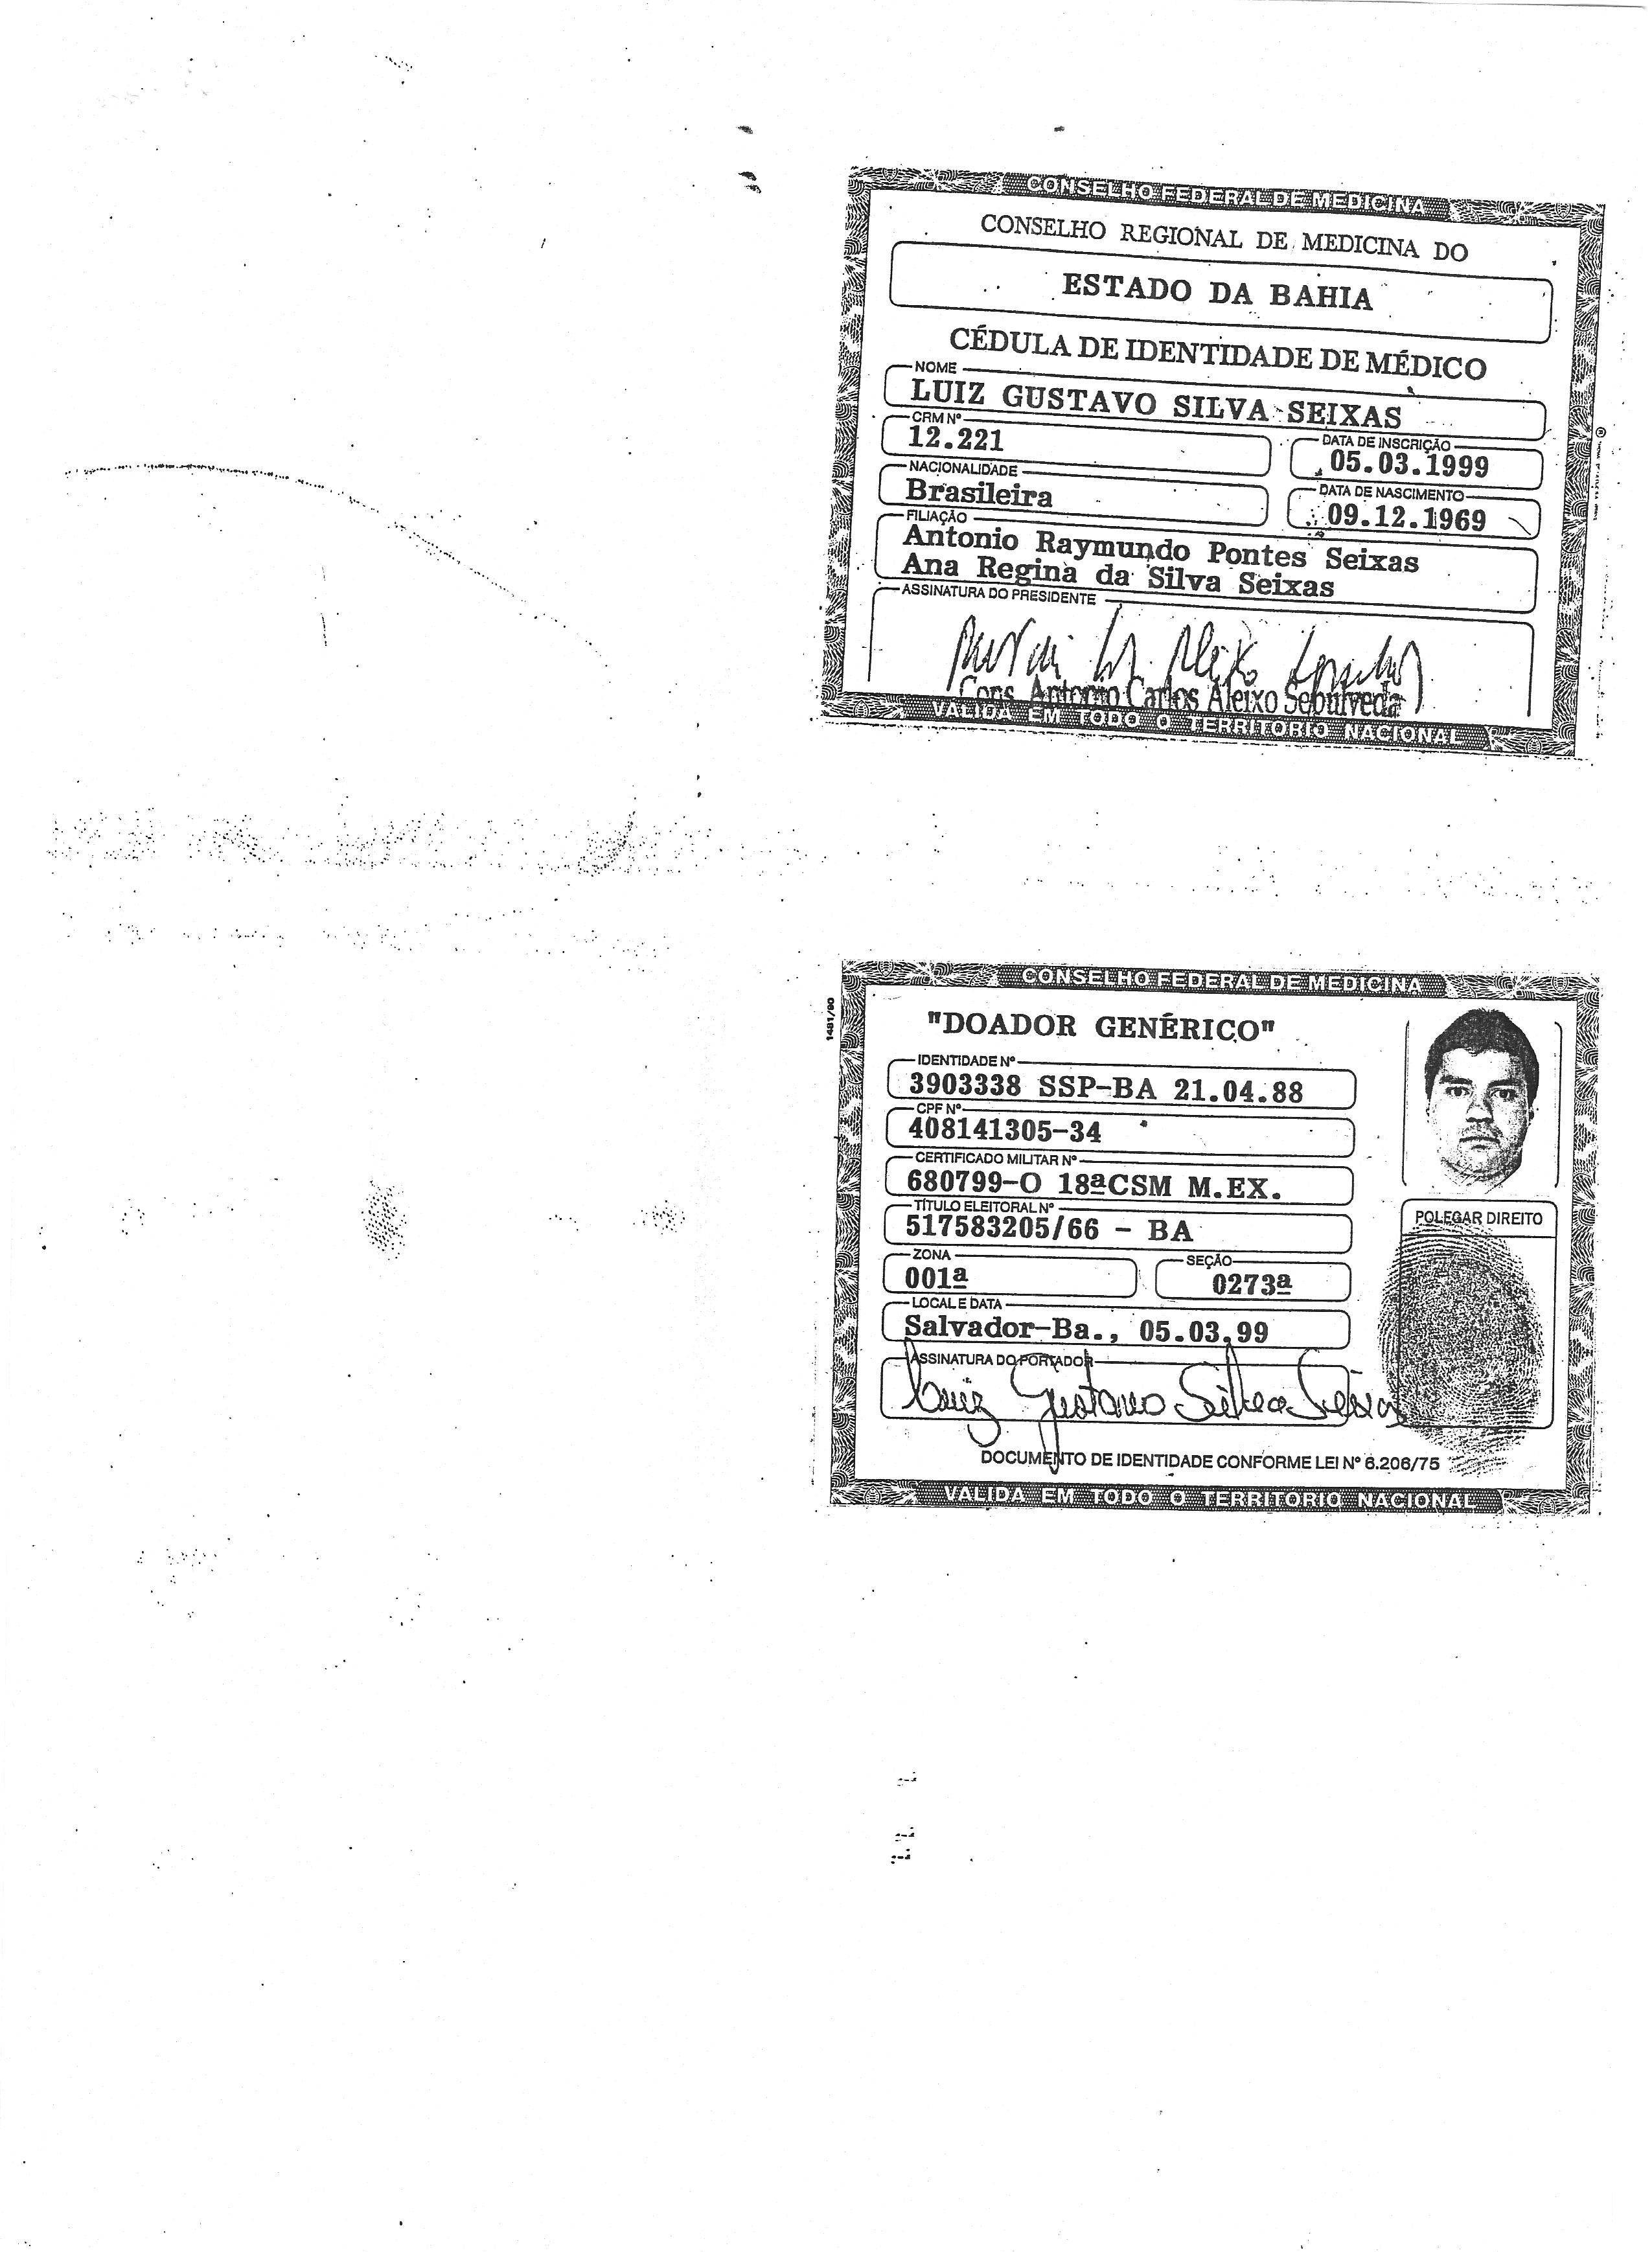 CONSELHO FEDERAL DE MEDICINA
CONSELHO REGIONAL DE MEDICINA DO
ESTADO DA BAHIA
CÉDULA DE IDENTIDADE DE MÉDICO
NOME
LUIZ GUSTAVO SILVA SEIXAS
CRM Nº
12.221
DATA DE INSCRIÇÃO
05.03.1999
NACIONALIDADE
Brasileira
DATA DE NASCIMENTO
09.12.1969
FILIAÇÃO
Antonio Raymundo Pontes Seixas
Ana Regina da Silva Seixas
ASSINATURA DO PRESIDENTE
Cons. Antonio Carlos Aleixo Sepúlveda
VÁLIDA EM TODO O TERRITÓRIO NACIONAL
CONSELHO FEDERAL DE MEDICINA
1481/90
"DOADOR GENÉRICO"
IDENTIDADE Nº
3903338 SSP-BA 21.04.88
CPF Nº
408141305-34
CERTIFICADO MILITAR Nº
680799-O 18ªCSM M.EX.
TÍTULO ELEITORAL Nº
517583205/66 - BA
ZONA
001ª
SEÇÃO
0273ª
LOCAL E DATA
Salvador-Ba., 05.03.99
ASSINATURA DO PORTADOR
Luiz Gustavo Silva Seixas
POLEGAR DIREITO
DOCUMENTO DE IDENTIDADE CONFORME LEI Nº 6.206/75
VÁLIDA EM TODO O TERRITÓRIO NACIONAL